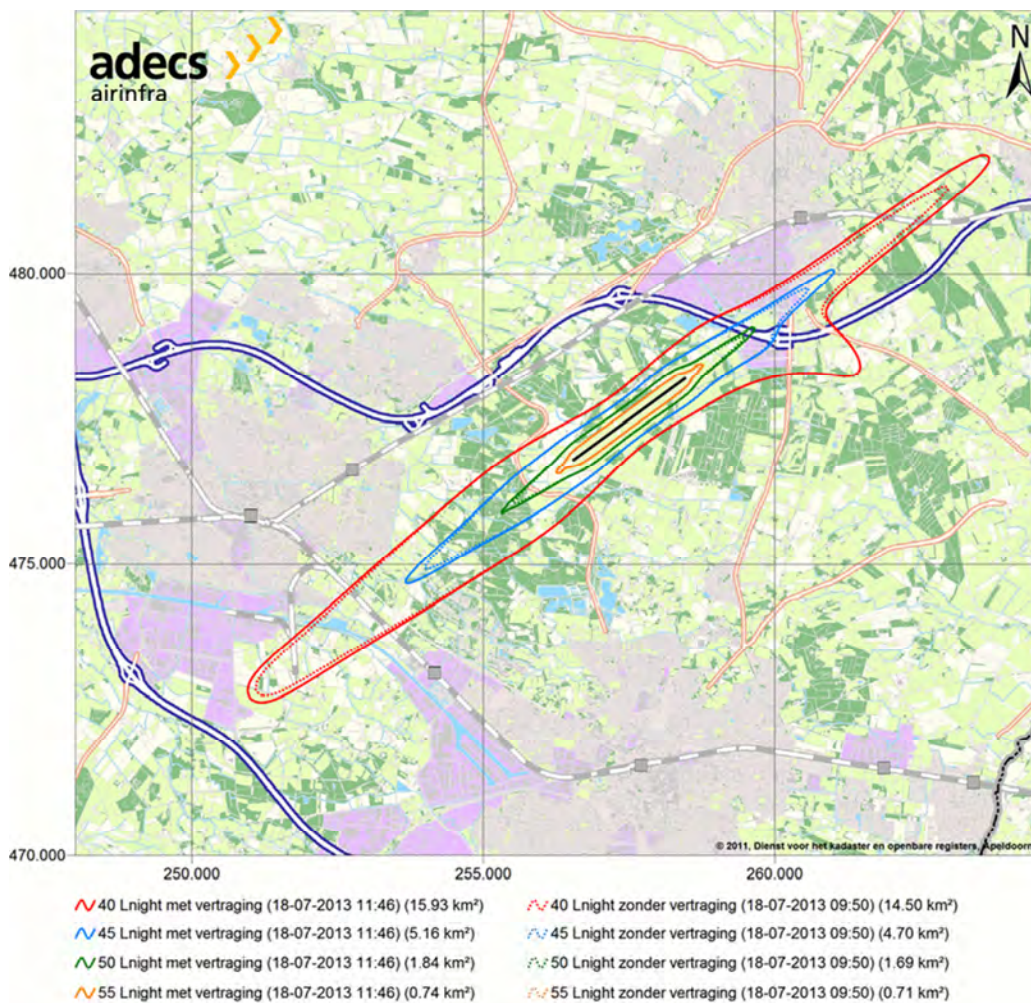 adecs
airinfra
N
480.000
475.000
470.000
© 2011, Dienst voor het kadaster en openbare registers, Apeldoorn
250.000 255.000 260.000
40 Lnight met vertraging (18-07-2013 11:46) (15.93 km²) 40 Lnight zonder vertraging (18-07-2013 09:50) (14.50 km²)
45 Lnight met vertraging (18-07-2013 11:46) (5.16 km²) 45 Lnight zonder vertraging (18-07-2013 09:50) (4.70 km²)
50 Lnight met vertraging (18-07-2013 11:46) (1.84 km²) 50 Lnight zonder vertraging (18-07-2013 09:50) (1.69 km²)
55 Lnight met vertraging (18-07-2013 11:46) (0.74 km²) 55 Lnight zonder vertraging (18-07-2013 09:50) (0.71 km²)